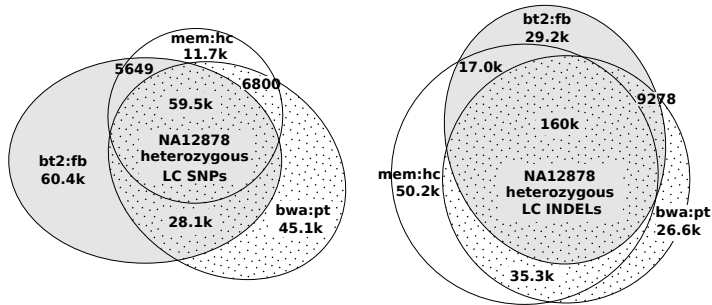 mem:hc
11.7k
5649
6800
59.5k
NA12878
heterozygous
LC SNPs
bt2:fb
60.4k
28.1k
bwa:pt
45.1k
bt2:fb
29.2k
17.0k
9278
160k
mem:hc
50.2k
NA12878
heterozygous
LC INDELs
bwa:pt
26.6k
35.3k